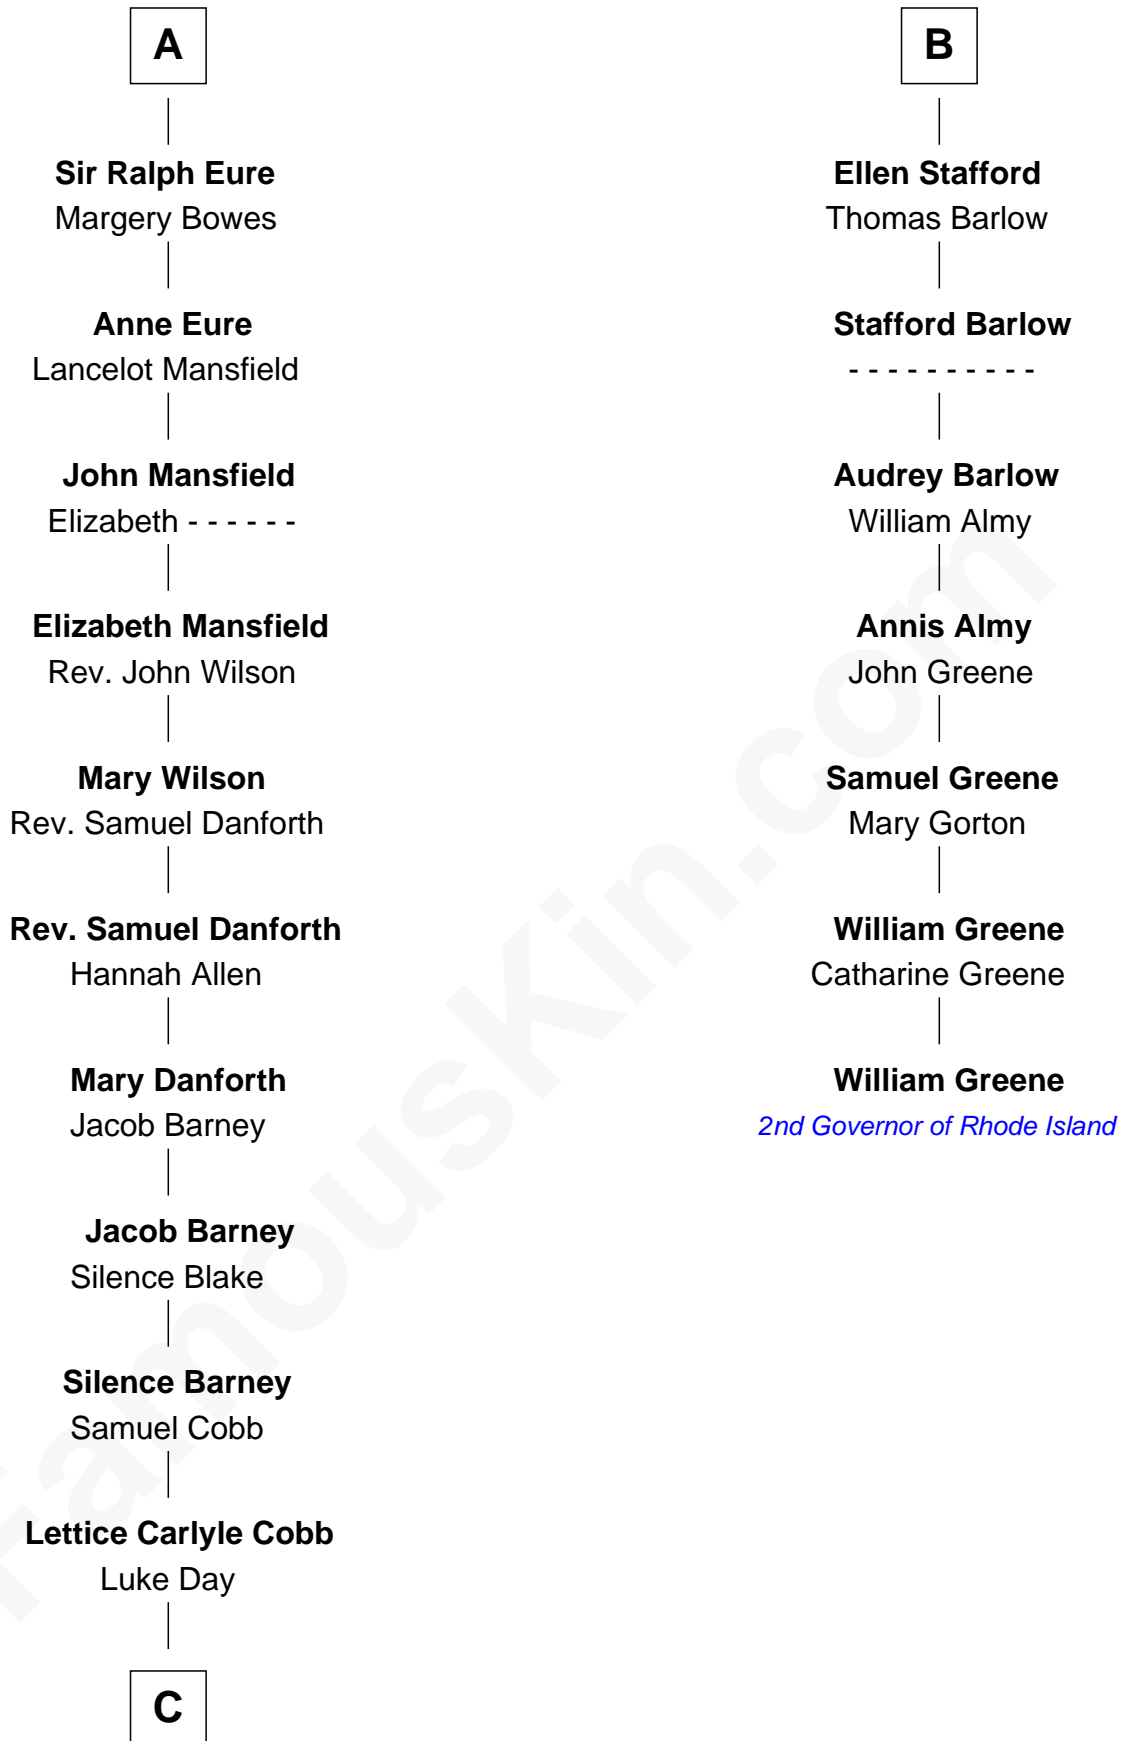 A
Sir Ralph Eure
Margery Bowes
Anne Eure
Lancelot Mansfield
John Mansfield
Elizabeth - - - - - -
Elizabeth Mansfield
Rev. John Wilson
Mary Wilson
Rev. Samuel Danforth
Rev. Samuel Danforth
Hannah Allen
Mary Danforth
Jacob Barney
Jacob Barney
Silence Blake
Silence Barney
Samuel Cobb
Lettice Carlyle Cobb
Luke Day
C
B
Ellen Stafford
Thomas Barlow
Stafford Barlow
- - - - - - - - - -
Audrey Barlow
William Almy
Annis Almy
John Greene
Samuel Greene
Mary Gorton
William Greene
Catharine Greene
William Greene
2nd Governor of Rhode Island
FamousKin.com